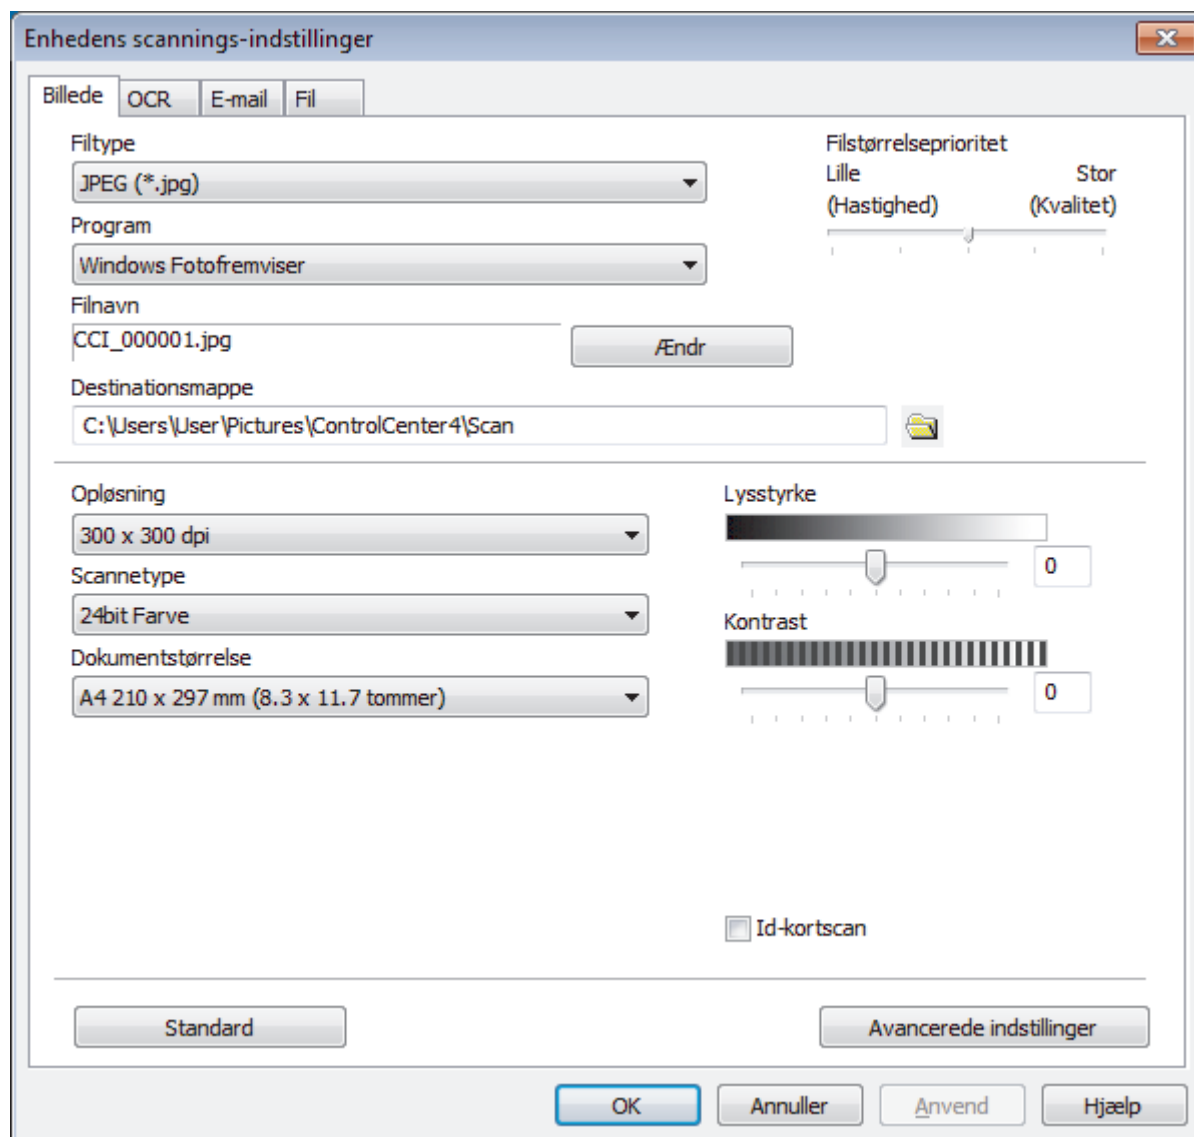 Enhedens scannings-indstillinger
Billede OCR E-mail Fil
Filtype
JPEG (*.jpg)
Program
Windows Fotofremviser
Filnavn
CCI_000001.jpg Ændr
Destinationsmappe
C:\Users\User\Pictures\ControlCenter4\Scan
Filstørrelseprioritet
Lille Stor
(Hastighed) (Kvalitet)
Opløsning
300 x 300 dpi
Scannetype
24bit Farve
Dokumentstørrelse
A4 210 x 297 mm (8.3 x 11.7 tommer)
Lysstyrke
0
Kontrast
0
Id-kortscan
Standard Avancerede indstillinger
OK Annuller Anvend Hjælp